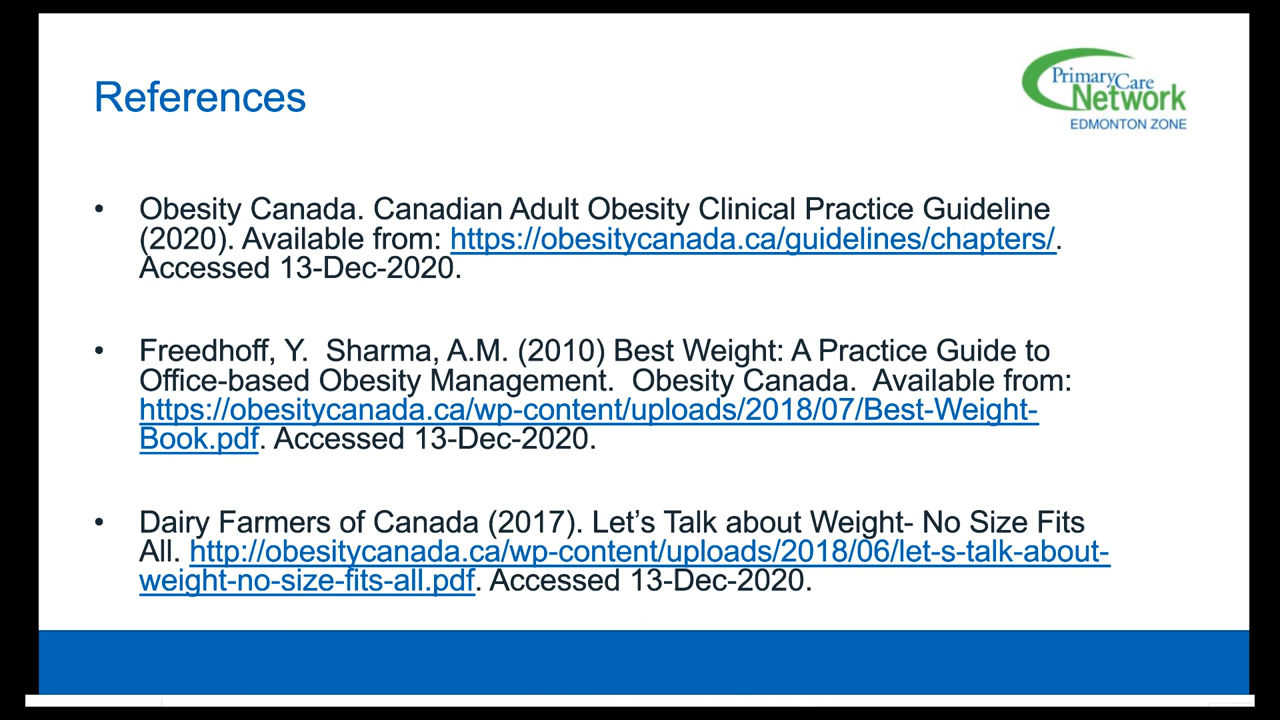 References
PrimaryCare
Network
EDMONTON ZONE
• Obesity Canada. Canadian Adult Obesity Clinical Practice Guideline
(2020). Available from: https://obesitycanada.ca/guidelines/chapters/.
Accessed 13-Dec-2020.
• Freedhoff, Y.  Sharma, A.M. (2010) Best Weight: A Practice Guide to
Office-based Obesity Management.  Obesity Canada.  Available from:
https://obesitycanada.ca/wp-content/uploads/2018/07/Best-Weight-
Book.pdf. Accessed 13-Dec-2020.
• Dairy Farmers of Canada (2017). Let’s Talk about Weight- No Size Fits
All. http://obesitycanada.ca/wp-content/uploads/2018/06/let-s-talk-about-
weight-no-size-fits-all.pdf. Accessed 13-Dec-2020.